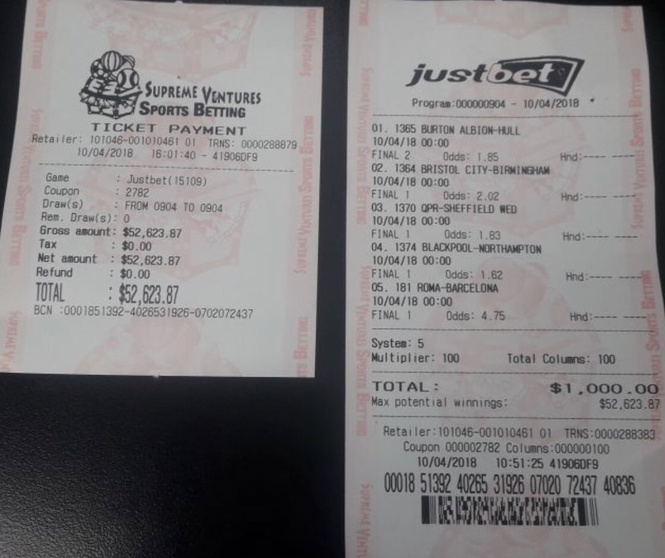 SUPREME VENTURES
SPORTS BETTING
TICKET PAYMENT
Retailer: 101046-001010461 01 TRNS: 0000288879
10/04/2018 16:01:40 - 41906DF9
Game : Justbet(15109)
Coupon : 2782
Draw(s) : FROM 0904 TO 0904
Rem. Draw(s): 0
Gross amount: $52,623.87
Tax : $0.00
Net amount : $52,623.87
Refund : $0.00
TOTAL : $52,623.87
BCN :0001851392-4026531926-0702072437
justbet
Program:000000904 - 10/04/2018
01. 1365 BURTON ALBION-HULL
10/04/18 00:00
FINAL 2 Odds: 1.85 Hnd:---- ----
02. 1364 BRISTOL CITY-BIRMINGHAM
10/04/18 00:00
FINAL 1 Odds: 2.02 Hnd:---- ----
03. 1370 QPR-SHEFFIELD WED
10/04/18 00:00
FINAL 1 Odds: 1.83 Hnd:---- ----
04. 1374 BLACKPOOL-NORTHAMPTON
10/04/18 00:00
FINAL 1 Odds: 1.62 Hnd:---- ----
05. 181 ROMA-BARCELONA
10/04/18 00:00
FINAL 1 Odds: 4.75 Hnd:---- ----
System: 5
Multiplier: 100 Total Columns: 100
TOTAL: $1,000.00
Max potential winnings: $52,623.87
Retailer:101046-001010461 01 TRNS:0000288383
Coupon 000002782 Columns:000000100
10/04/2018 10:51:25 41906DF9
00018 51392 40265 31926 07020 72437 40836